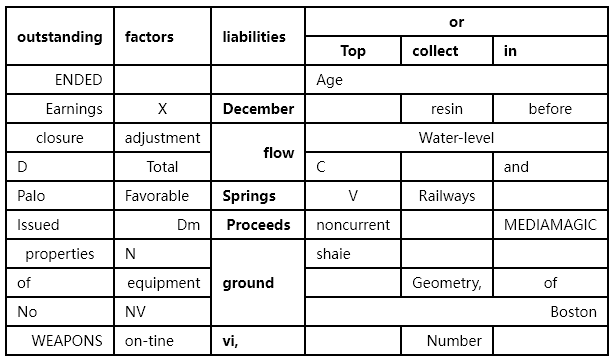 outstanding factors liabilities or
Top collect in
ENDED Age
Earnings X December resin before
closure adjustment flow Water-level
D Total C and
Palo Favorable Springs V Railways
Issued Dm Proceeds noncurrent MEDIAMAGIC
properties N ground shaie
of equipment Geometry, of
No NV Boston
WEAPONS on-tine vi, Number